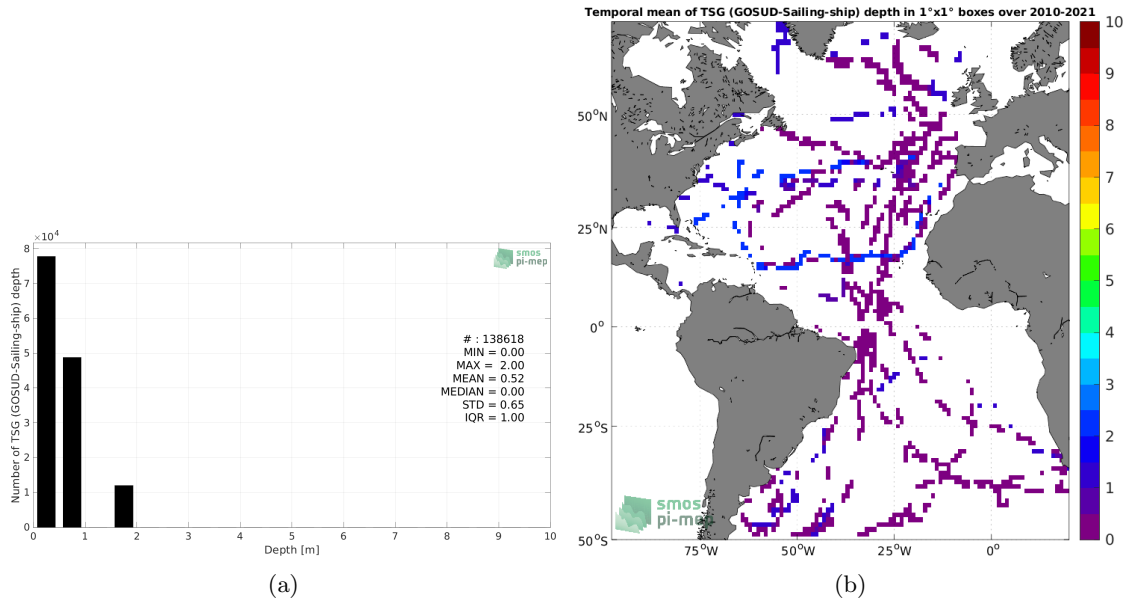 ×10⁴
8
7
6
5
4
3
2
1
0
Number of TSG (GOSUD-Sailing-ship) depth
smos
pi-mep
# : 138618
MIN = 0.00
MAX = 2.00
MEAN = 0.52
MEDIAN = 0.00
STD = 0.65
IQR = 1.00
0 1 2 3 4 5 6 7 8 9 10
Depth [m]
(a)
Temporal mean of TSG (GOSUD-Sailing-ship) depth in 1°x1° boxes over 2010-2021
50°N
25°N
0°
25°S
50°S
smos
pi-mep
75°W 50°W 25°W 0°
10
9
8
7
6
5
4
3
2
1
0
(b)